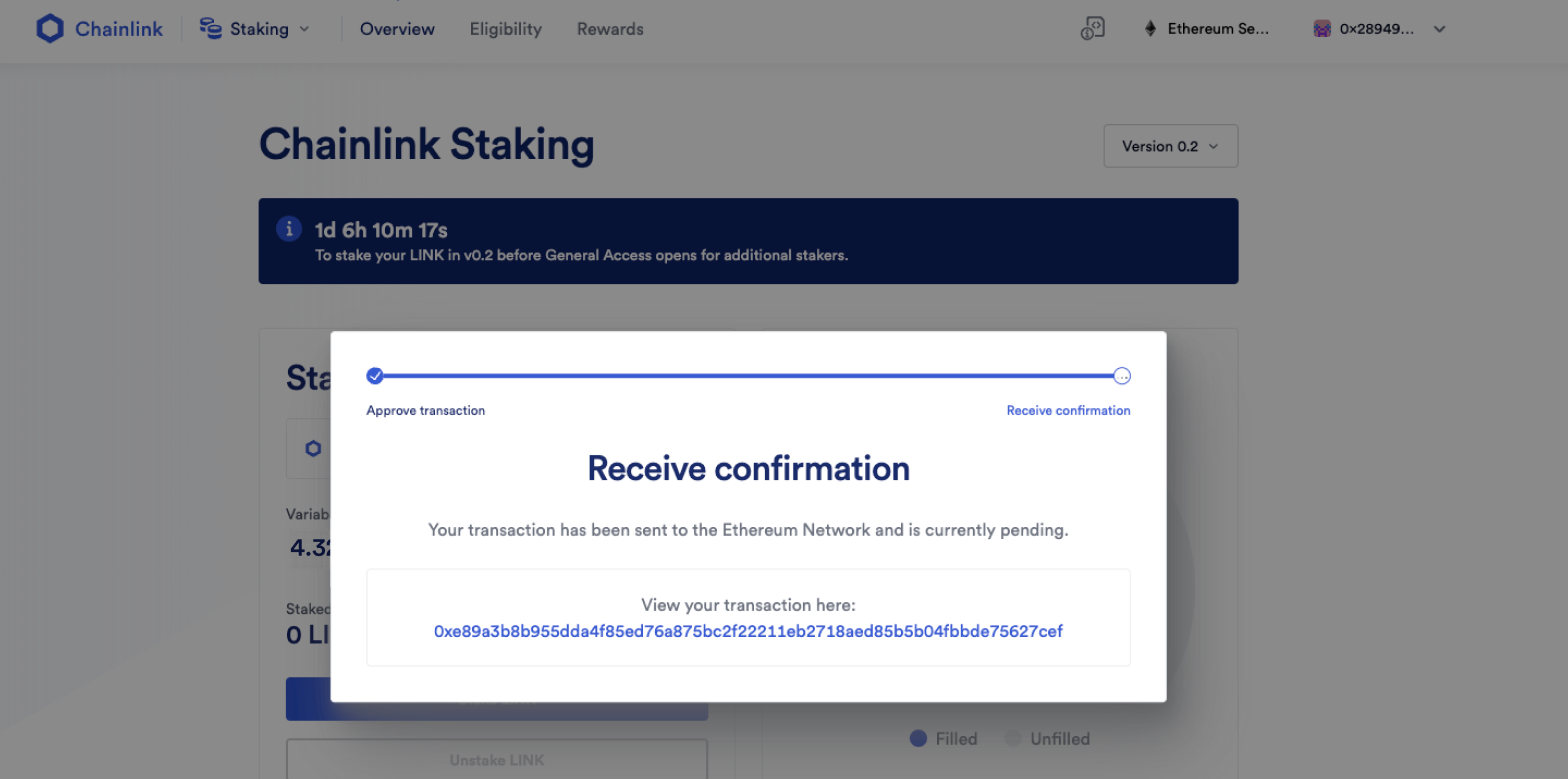 Chainlink
Staking
Overview
Eligibility
Rewards
Ethereum Se...
0x28949...
Chainlink Staking
Version 0.2
1d 6h 10m 17s
To stake your LINK in v0.2 before General Access opens for additional stakers.
Approve transaction
Receive confirmation
Receive confirmation
Your transaction has been sent to the Ethereum Network and is currently pending.
View your transaction here:
0xe89a3b8b955dda4f85ed76a875bc2f22211eb2718aed85b5b04fbbde75627cef
4.32
Staked
0 LI
Unstake LINK
Filled
Unfilled